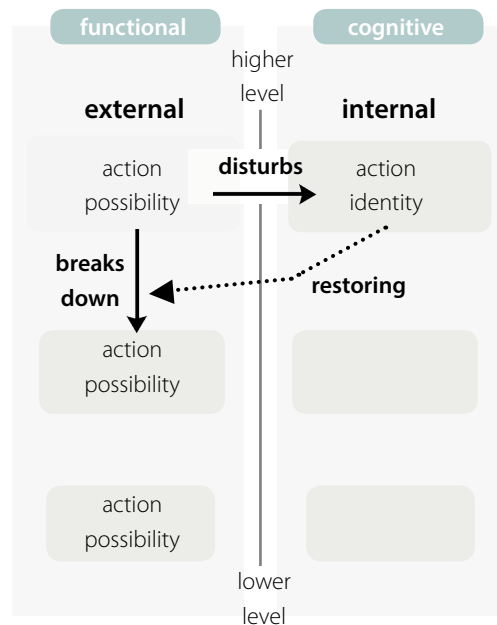 functional
cognitive
higher
level
external
internal
action
possibility
disturbs
action
identity
breaks
down
restoring
action
possibility
action
possibility
lower
level